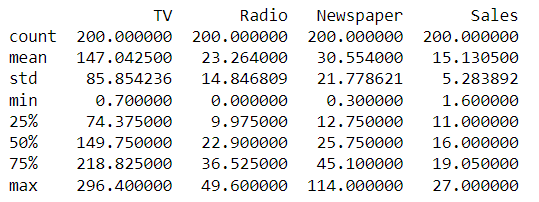 TV Radio Newspaper Sales
count 200.000000 200.000000 200.000000 200.000000
mean 147.042500 23.264000 30.554000 15.130500
std 85.854236 14.846809 21.778621 5.283892
min 0.700000 0.000000 0.300000 1.600000
25% 74.375000 9.975000 12.750000 11.000000
50% 149.750000 22.900000 25.750000 16.000000
75% 218.825000 36.525000 45.100000 19.050000
max 296.400000 49.600000 114.000000 27.000000